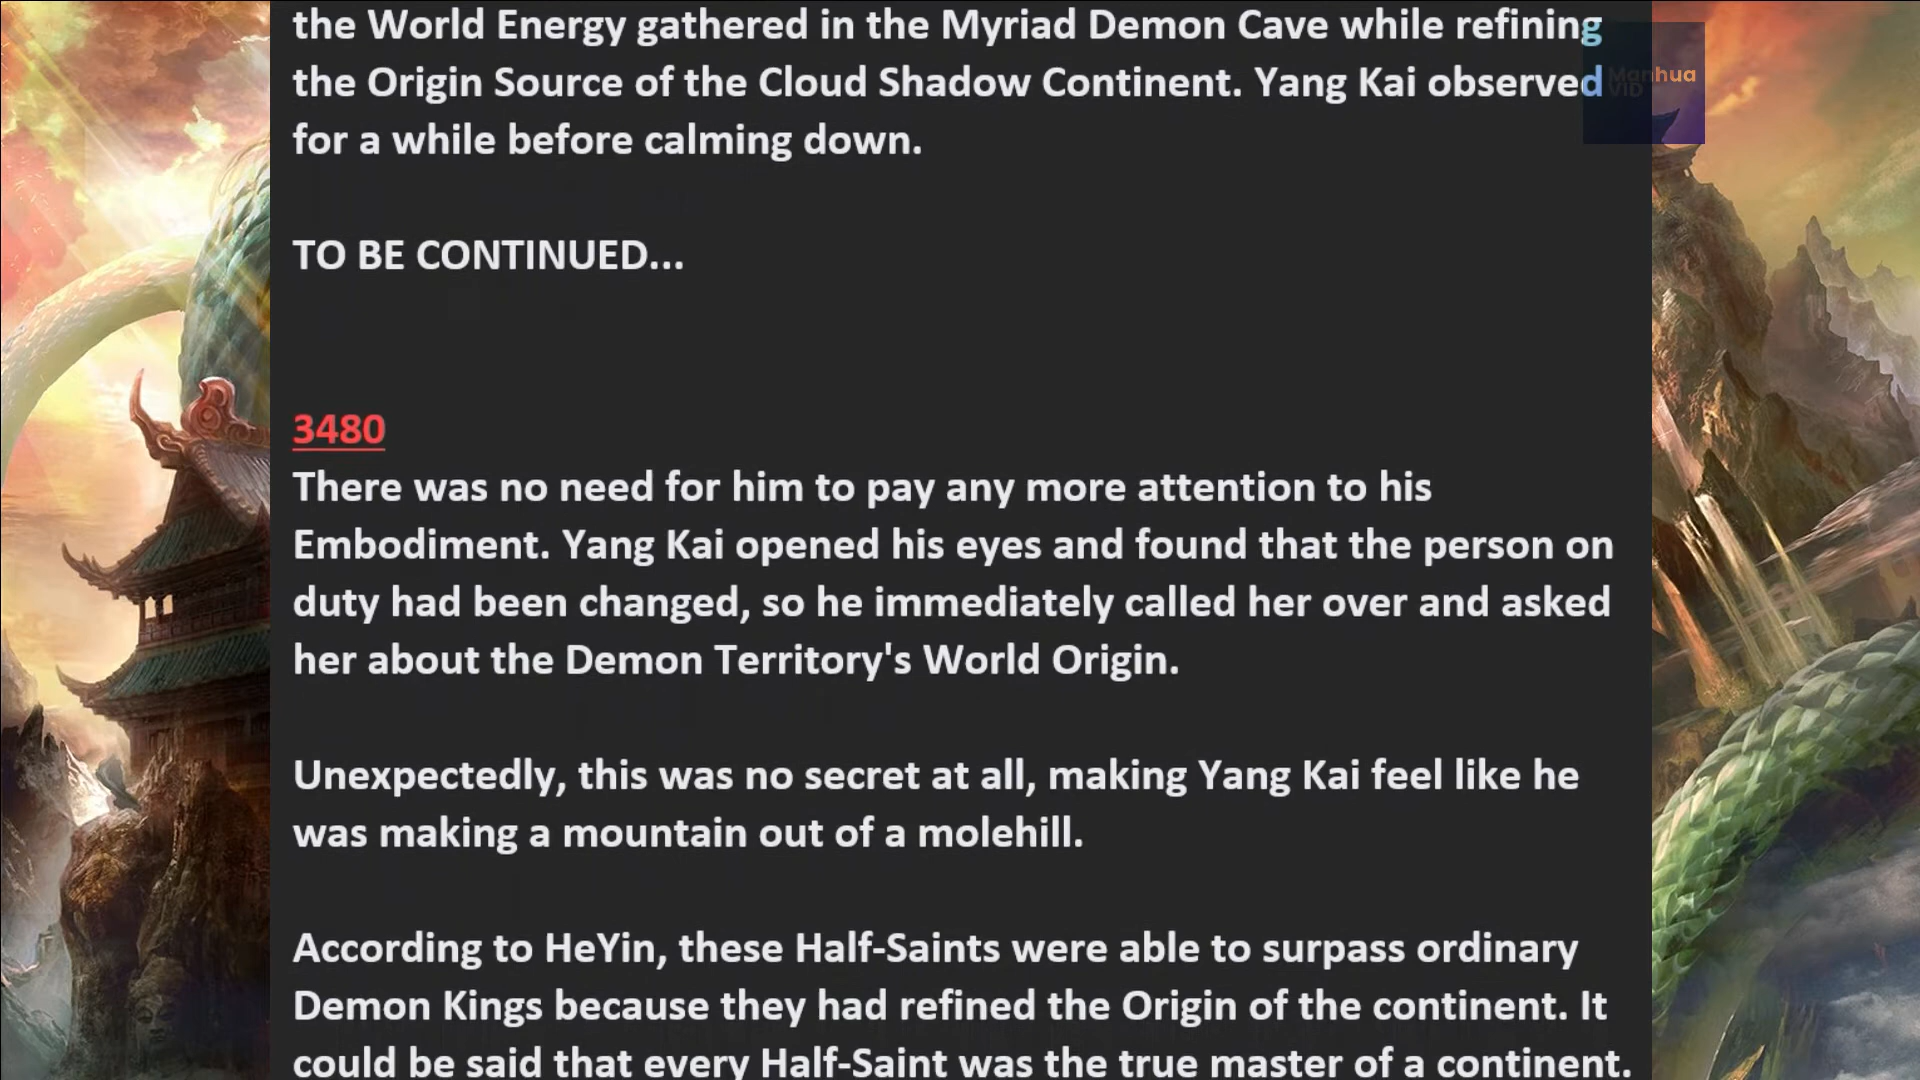 the World Energy gathered in the Myriad Demon Cave while refining
the Origin Source of the Cloud Shadow Continent. Yang Kai observed
for a while before calming down.
TO BE CONTINUED...
3480
There was no need for him to pay any more attention to his
Embodiment. Yang Kai opened his eyes and found that the person on
duty had been changed, so he immediately called her over and asked
her about the Demon Territory's World Origin.
Unexpectedly, this was no secret at all, making Yang Kai feel like he
was making a mountain out of a molehill.
According to HeYin, these Half-Saints were able to surpass ordinary
Demon Kings because they had refined the Origin of the continent. It
could be said that every Half-Saint was the true master of a continent.
Manhua
VID